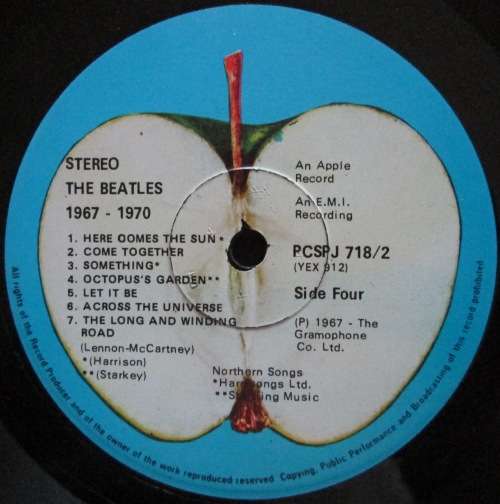 STEREO
THE BEATLES
1967 - 1970
1. HERE OOMES THE SUN *
2. COME TOGETHER
3. SOMETHING*
4. OCTOPUS'S GARDEN**
5. LET IT BE
6. ACROSS THE UNIVERSE
7. THE LONG AND WINDING
ROAD
(Lennon-McCartney)
*(Harrison)
**(Starkey)
An Apple
Record
An E.M.I.
Recording
PCSPJ 718/2
(YEX 912)
Side Four
(P) 1967 - The
Gramophone
Co. Ltd.
Northern Songs
Ltd.
Music
All rights of the Record Producer and of the owner of the work reproduced reserved Copying, Public Performance and Broadcasting of this record prohibited